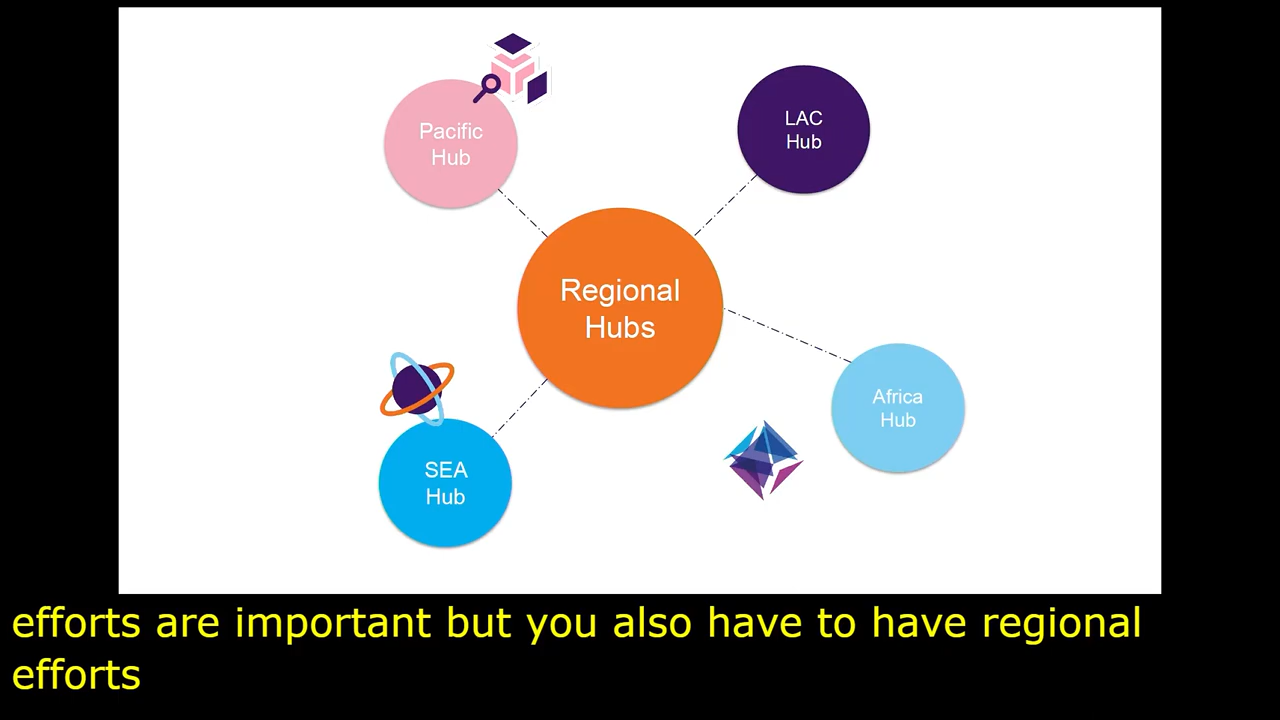 Pacific
Hub
LAC
Hub
Regional
Hubs
Africa
Hub
SEA
Hub
efforts are important but you also have to have regional
efforts